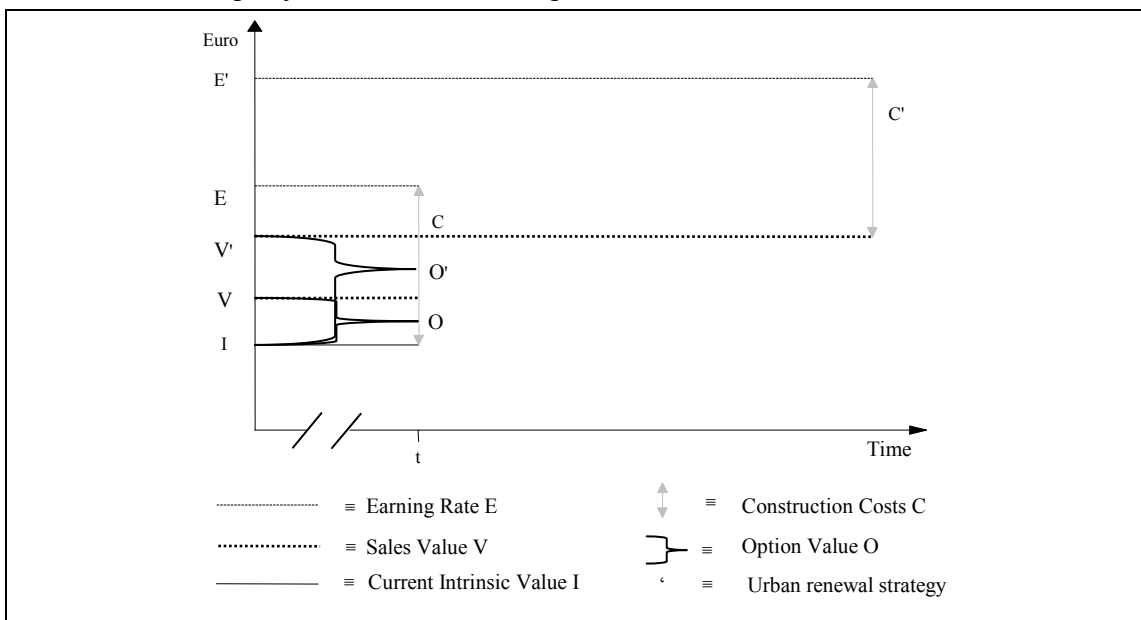 Euro
E'
C'
E
C
V'
O'
V
O
I
t
Time
≡ Earning Rate E
≡ Construction Costs C
≡ Sales Value V
≡ Option Value O
≡ Current Intrinsic Value I
‘ ≡ Urban renewal strategy